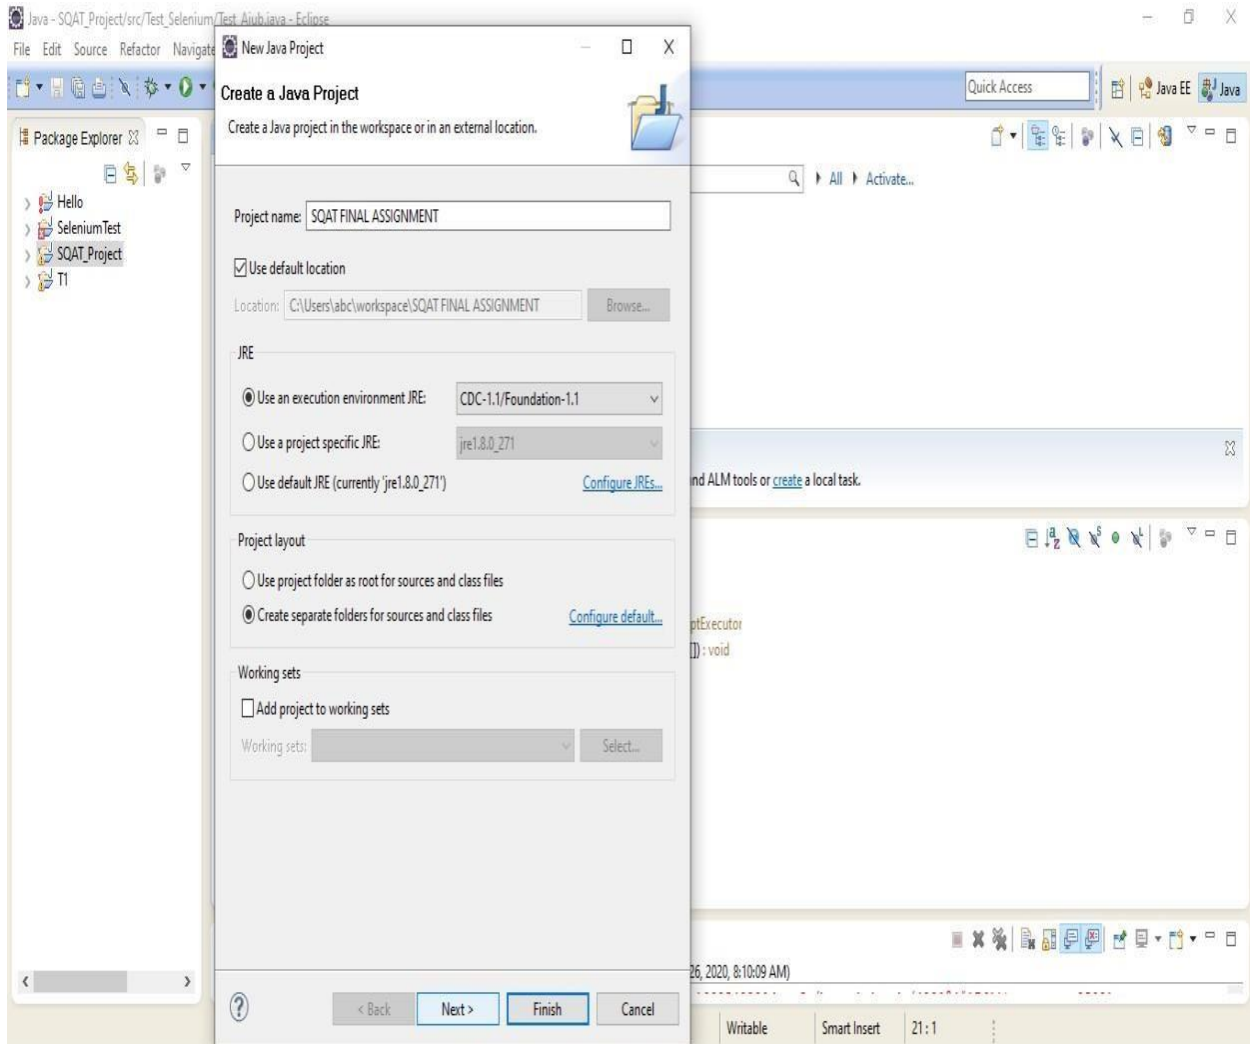 Java - SQAT_Project/src/Test_Selenium/Test_Aiub.java - Eclipse
File Edit Source Refactor Navigate
New Java Project
Create a Java Project
Create a Java project in the workspace or in an external location.
Quick Access
Java EE
Java
Package Explorer
Hello
SeleniumTest
SQAT_Project
T1
All
Activate...
Project name: SQAT FINAL ASSIGNMENT
Use default location
Location: C:\Users\abc\workspace\SQAT FINAL ASSIGNMENT Browse...
JRE
Use an execution environment JRE: CDC-1.1/Foundation-1.1
Use a project specific JRE: jre1.8.0_271
Use default JRE (currently 'jre1.8.0_271') Configure JREs...
nd ALM tools or create a local task.
Project layout
Use project folder as root for sources and class files
Create separate folders for sources and class files Configure default...
ptExecutor
[]) : void
Working sets
Add project to working sets
Working sets: Select...
26, 2020, 8:10:09 AM)
< Back Next > Finish Cancel
Writable Smart Insert 21 : 1